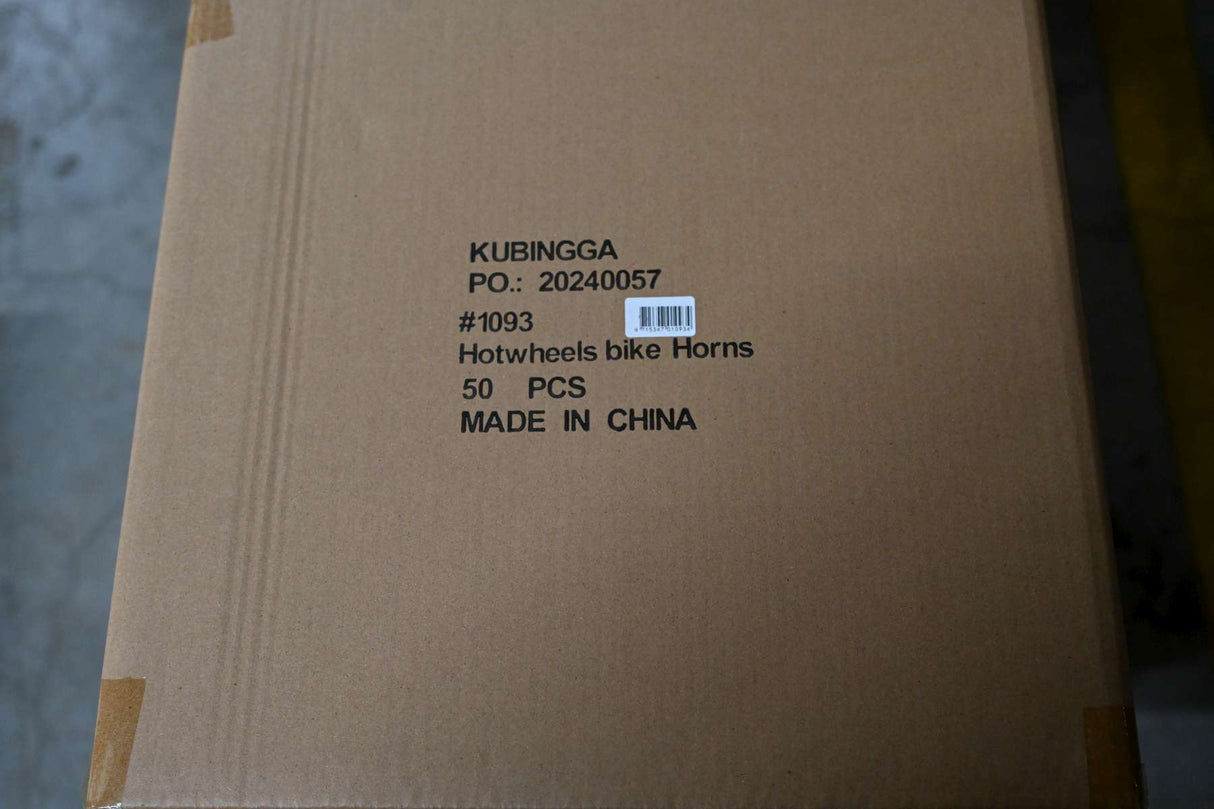 KUBINGGA
PO.: 20240057
#1093
Hotwheels bike Horns
50 PCS
MADE IN CHINA